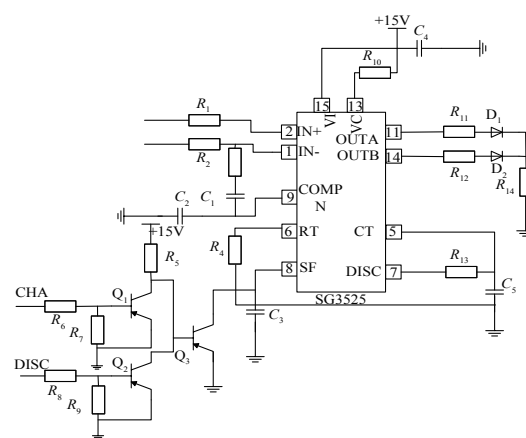 +15V
C4
R10
15
13
VI
VC
R1
2
IN+
OUTA
11
R11
D1
R2
1
IN-
OUTB
14
R12
D2
R14
C2
C1
9
COMP
N
+15V
R4
6
RT
CT
5
R5
8
SF
DISC
7
R13
C5
SG3525
CHA
Q1
R6
R7
C3
Q3
DISC
Q2
R8
R9